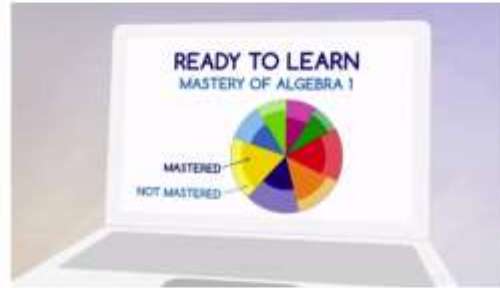 READY TO LEARN
MASTERY OF ALGEBRA 1
MASTERED
NOT MASTERED